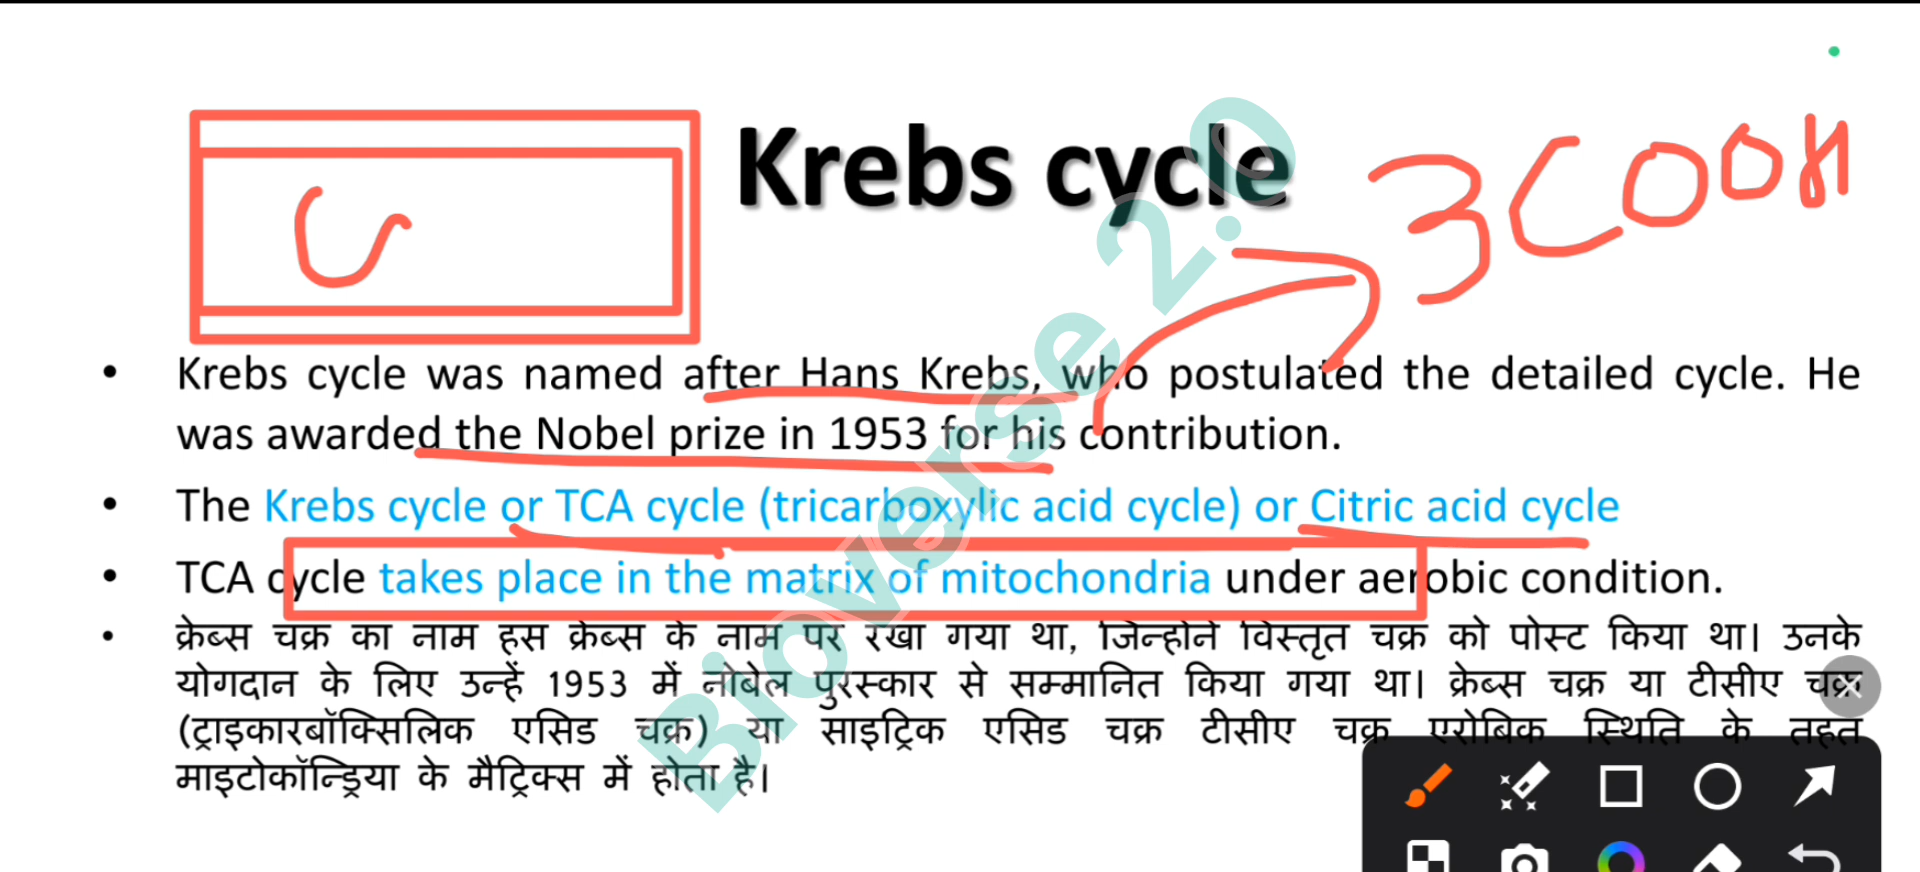 Krebs cycle
3 COOH
• Krebs cycle was named after Hans Krebs, who postulated the detailed cycle. He
was awarded the Nobel prize in 1953 for his contribution.
• The Krebs cycle or TCA cycle (tricarboxylic acid cycle) or Citric acid cycle
• TCA cycle takes place in the matrix of mitochondria under aerobic condition.
• क्रेब्स चक्र का नाम हंस क्रेब्स के नाम पर रखा गया था, जिन्होंने विस्तृत चक्र को पोस्ट किया था। उनके
योगदान के लिए उन्हें 1953 में नोबेल पुरस्कार से सम्मानित किया गया था। क्रेब्स चक्र या टीसीए चक्र
(ट्राइकारबॉक्सिलिक एसिड चक्र) या साइट्रिक एसिड चक्र टीसीए चक्र एरोबिक स्थिति के तहत
माइटोकॉन्ड्रिया के मैट्रिक्स में होता है।
Bioverse 2.0